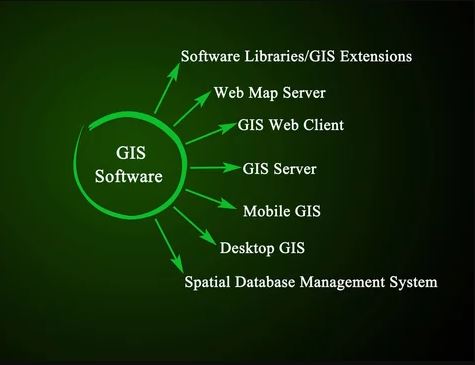 Software Libraries/GIS Extensions
Web Map Server
GIS Web Client
GIS
Software
GIS Server
Mobile GIS
Desktop GIS
Spatial Database Management System